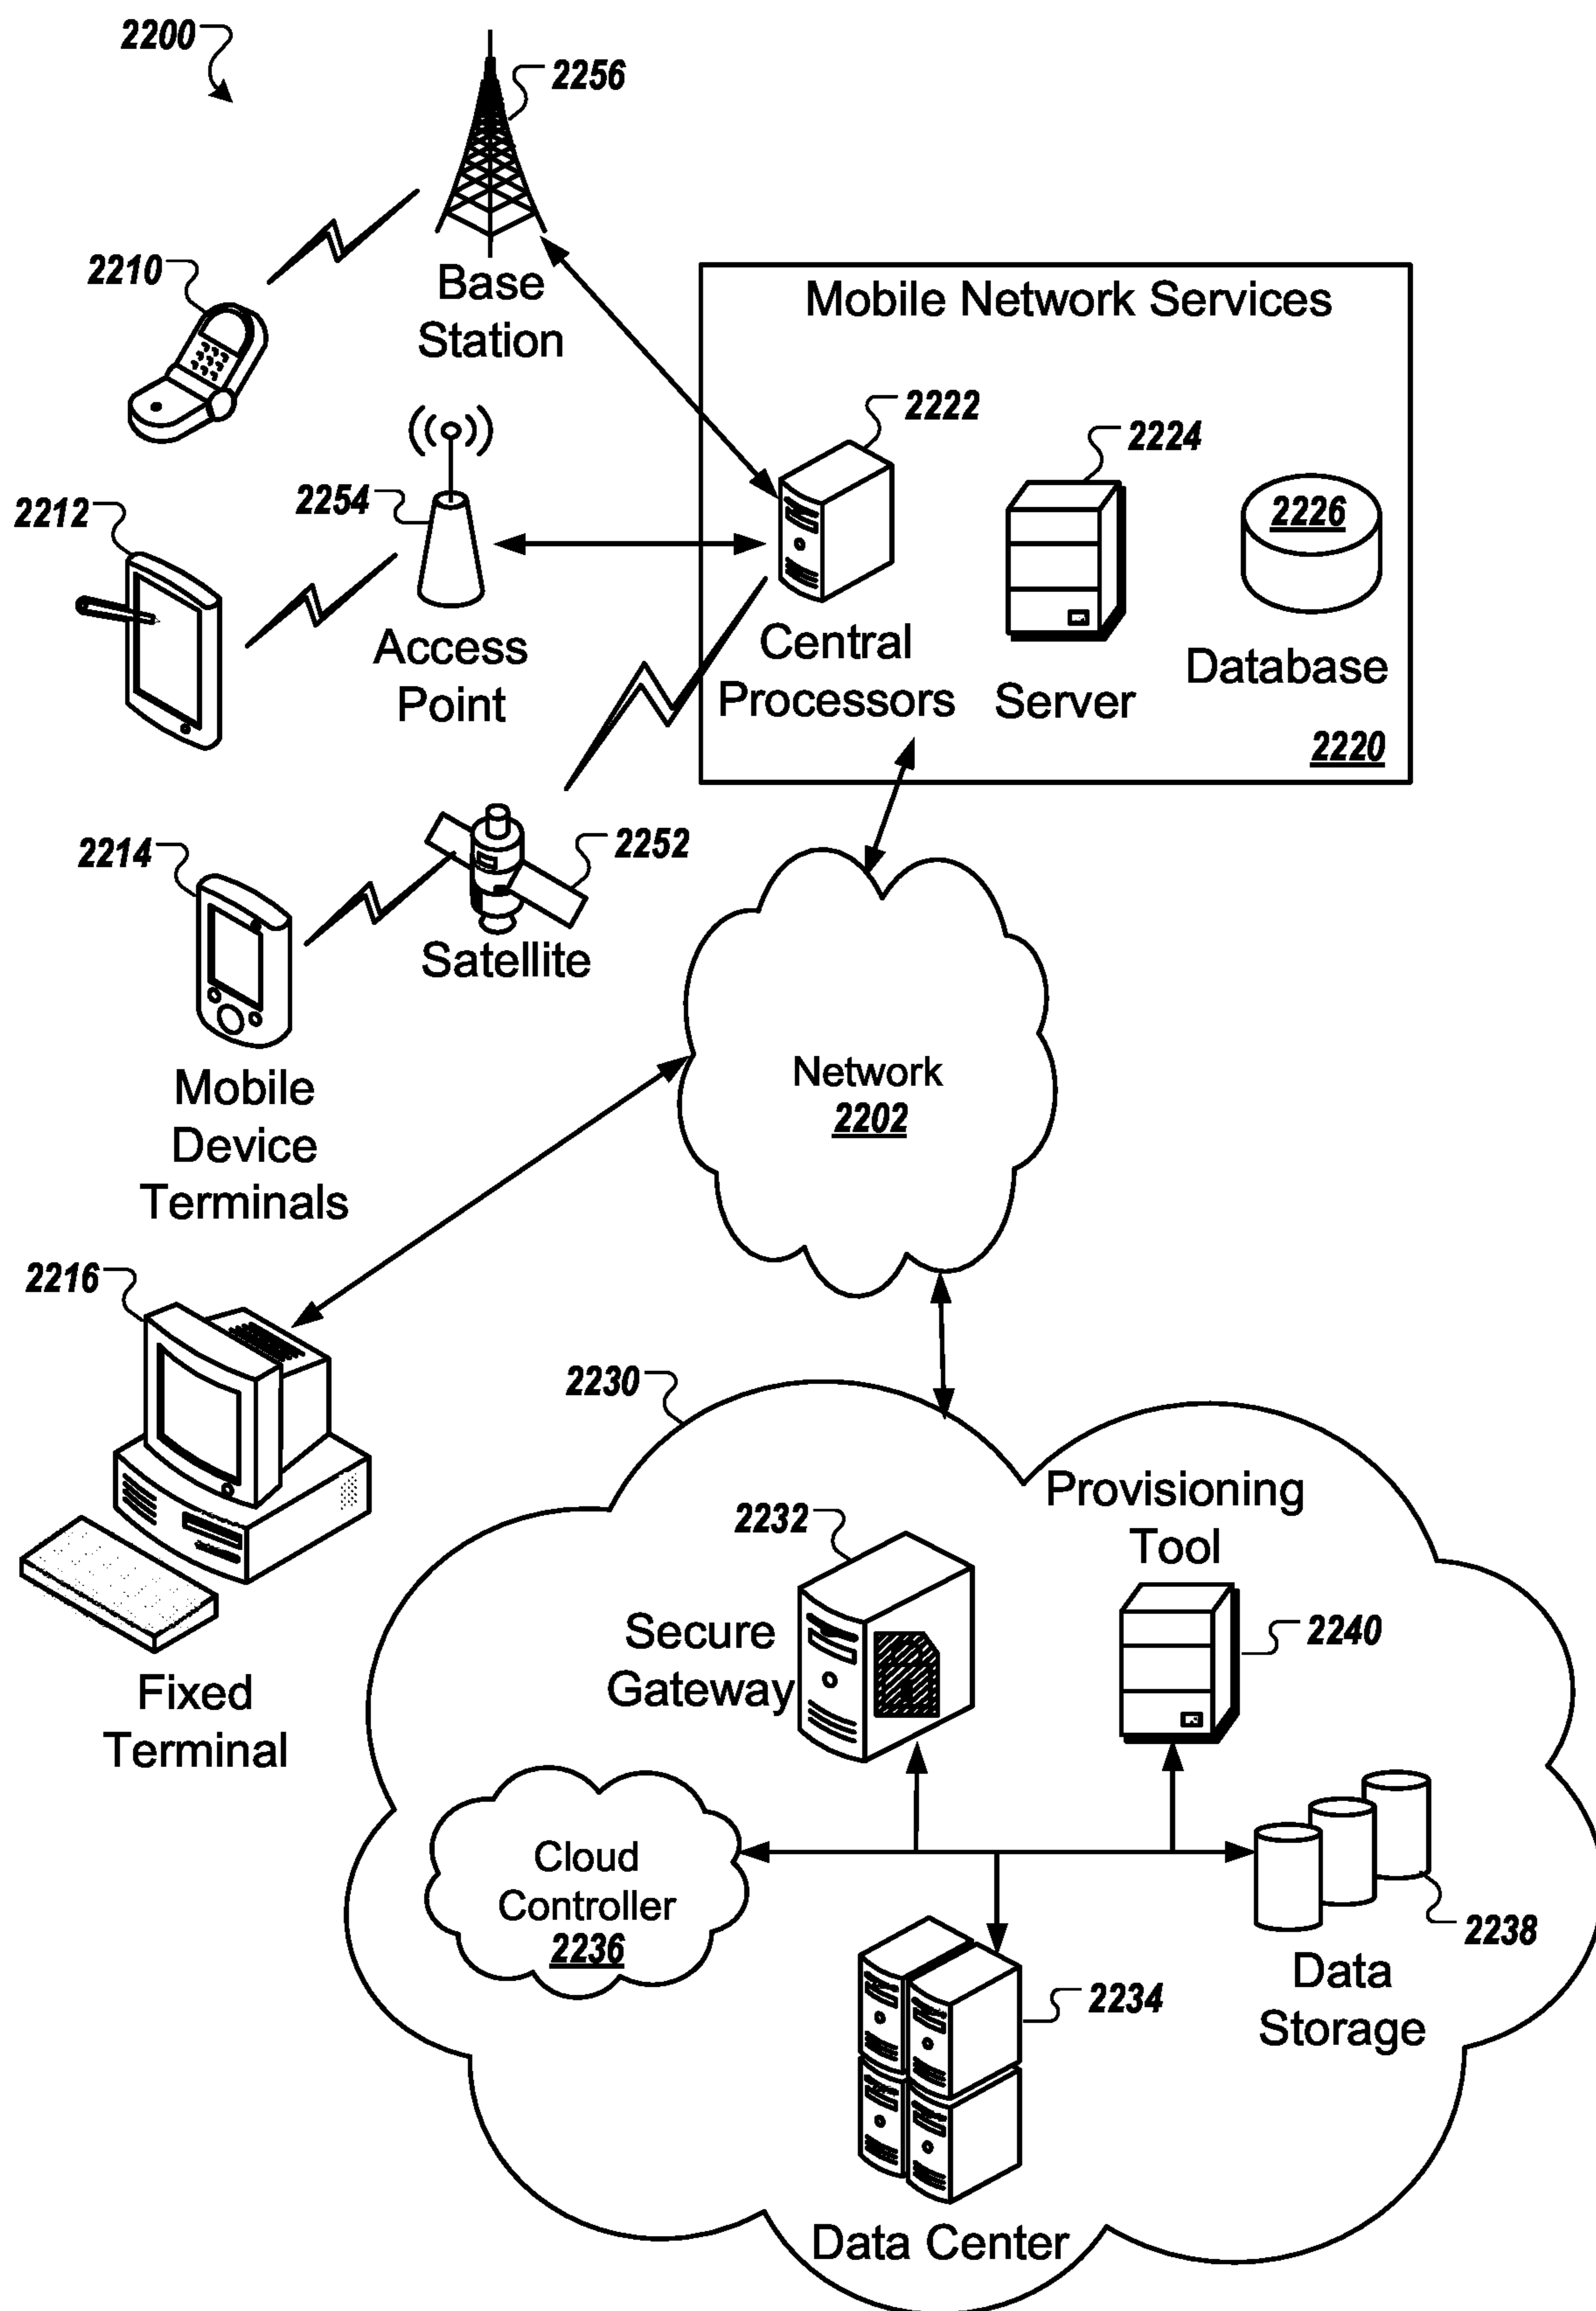 2200
2256
2210
Base
Station
Mobile Network Services
2222
2224
2226
2254
2212
Access
Point
Central
Processors
Server
Database
2220
2214
2252
Satellite
Mobile
Device
Terminals
Network
2202
2216
Fixed
Terminal
2230
Provisioning
Tool
2232
Secure
Gateway
2240
Cloud
Controller
2236
2238
Data
Storage
2234
Data Center